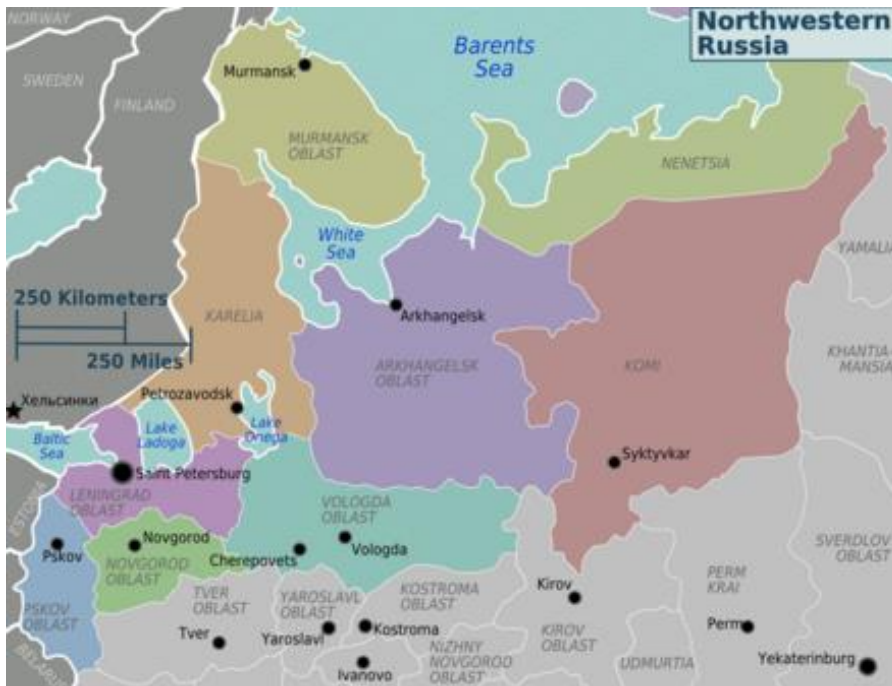 NORWAY
Northwestern
Russia
Barents
Sea
SWEDEN
Murmansk
FINLAND
MURMANSK
OBLAST
NENETSIA
White
Sea
YAMALIA
250 Kilometers
Arkhangelsk
KARELIA
250 Miles
ARKHANGELSK
OBLAST
KOMI
KHANTIA-
MANSIA
Хельсинки
Petrozavodsk
Baltic
Sea
Lake
Ladoga
Lake
Onega
Saint Petersburg
Syktyvkar
ESTONIA
LENINGRAD
OBLAST
VOLOGDA
OBLAST
Pskov
Novgorod
NOVGOROD
OBLAST
Cherepovets
Vologda
SVERDLOV
OBLAST
PSKOV
OBLAST
TVER
OBLAST
YAROSLAVL
OBLAST
KOSTROMA
OBLAST
Kirov
PERM
KRAI
Tver
Yaroslavl
Kostroma
KIROV
OBLAST
Perm
BELARUS
Ivanovo
NIZHNY
NOVGOROD
OBLAST
UDMURTIA
Yekaterinburg